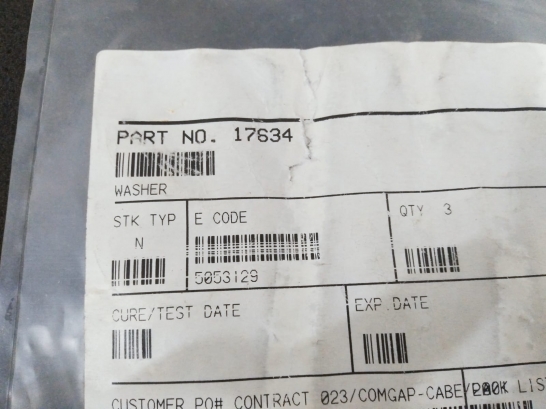 PART NO. 17634
WASHER
STK TYP E CODE QTY 3
N
5053129
CURE/TEST DATE EXP.DATE
CUSTOMER PO# CONTRACT 023/COMGAP-CABE/ LIS